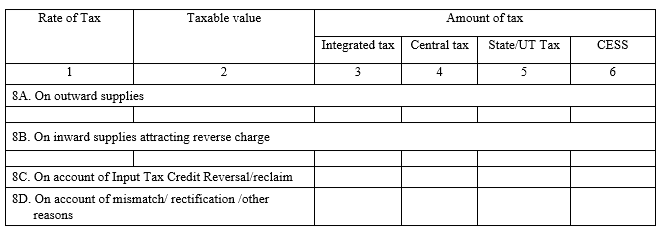 Rate of Tax Taxable value Amount of tax
Integrated tax Central tax State/UT Tax CESS
1 2 3 4 5 6
8A. On outward supplies
8B. On inward supplies attracting reverse charge
8C. On account of Input Tax Credit Reversal/reclaim
8D. On account of mismatch/ rectification /other
reasons